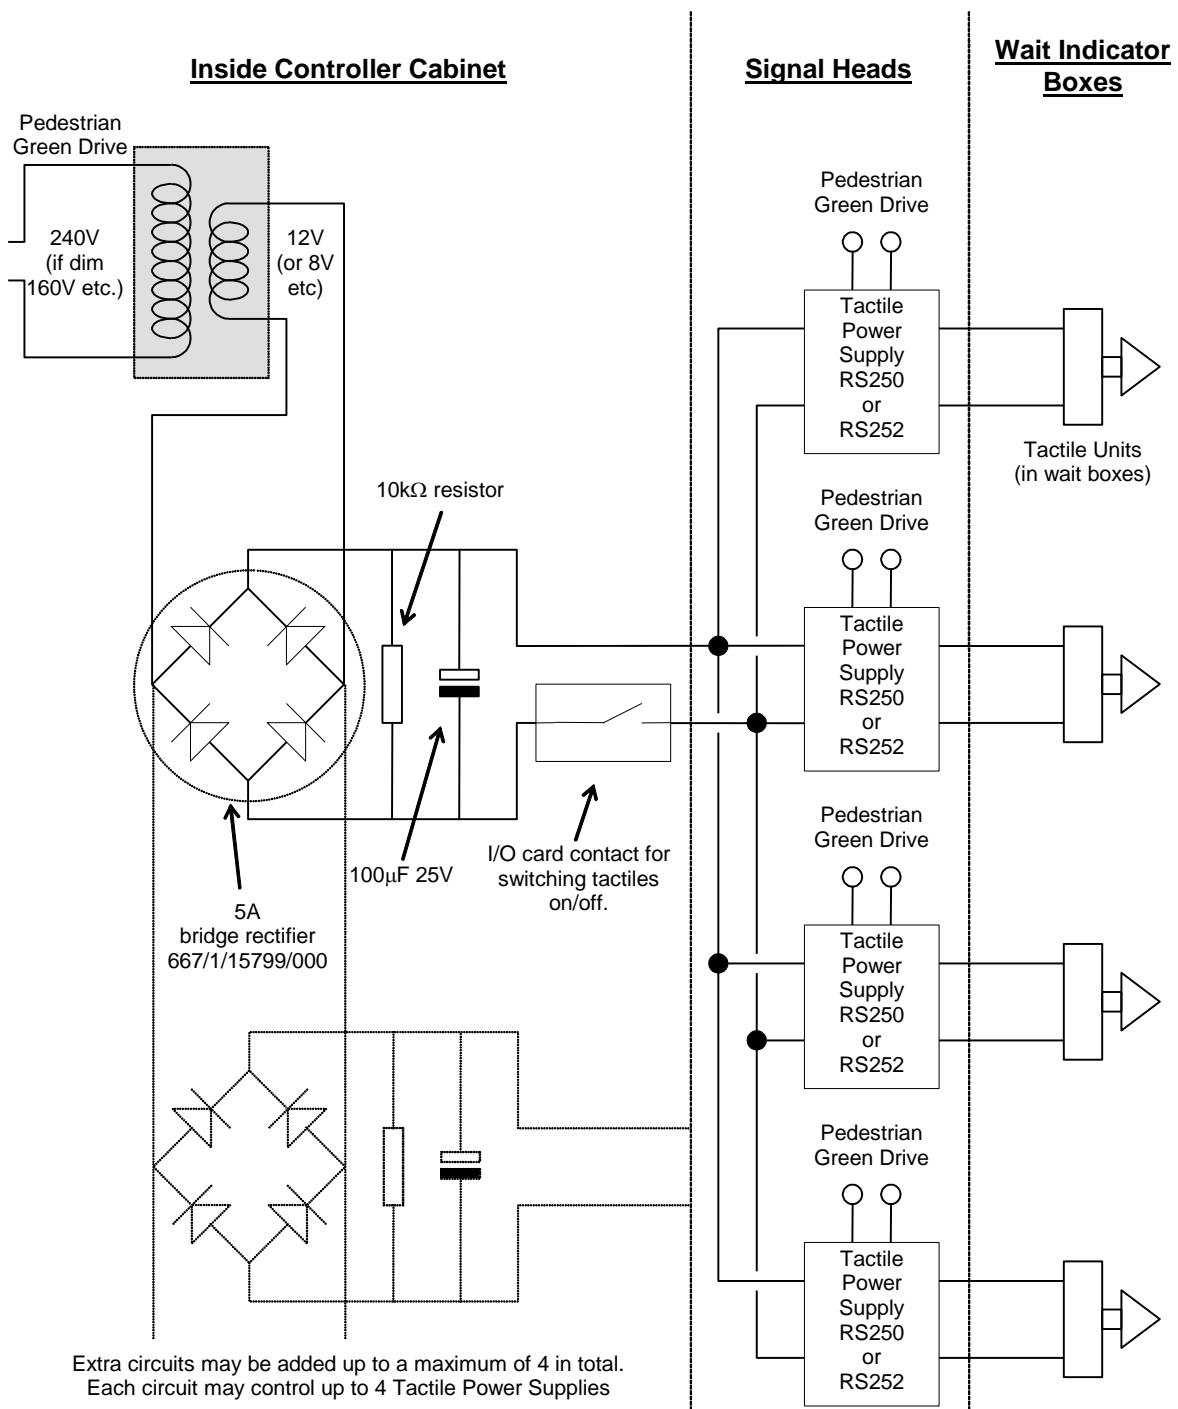 Inside Controller Cabinet
Signal Heads
Wait Indicator
Boxes
Pedestrian
Green Drive
240V
(if dim
160V etc.)
12V
(or 8V
etc)
Pedestrian
Green Drive
Tactile
Power
Supply
RS250
or
RS252
Tactile Units
(in wait boxes)
10kΩ resistor
Pedestrian
Green Drive
Tactile
Power
Supply
RS250
or
RS252
100µF 25V
I/O card contact for
switching tactiles
on/off.
5A
bridge rectifier
667/1/15799/000
Pedestrian
Green Drive
Tactile
Power
Supply
RS250
or
RS252
Pedestrian
Green Drive
Tactile
Power
Supply
RS250
or
RS252
Extra circuits may be added up to a maximum of 4 in total.
Each circuit may control up to 4 Tactile Power Supplies